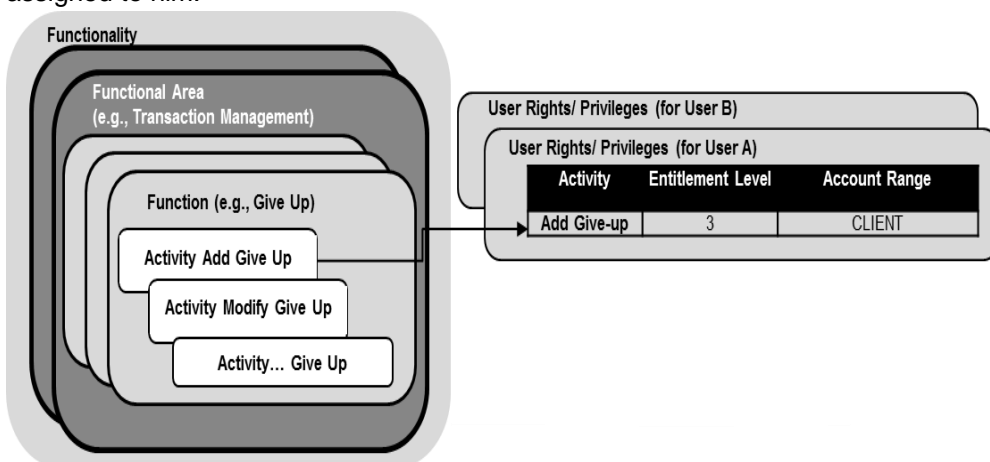 assigned to him.
Functionality
Functional Area
(e.g., Transaction Management)
Function (e.g., Give Up)
Activity Add Give Up
Activity Modify Give Up
Activity... Give Up
User Rights/ Privileges (for User B)
User Rights/ Privileges (for User A)
Activity Entitlement Level Account Range
Add Give-up 3 CLIENT